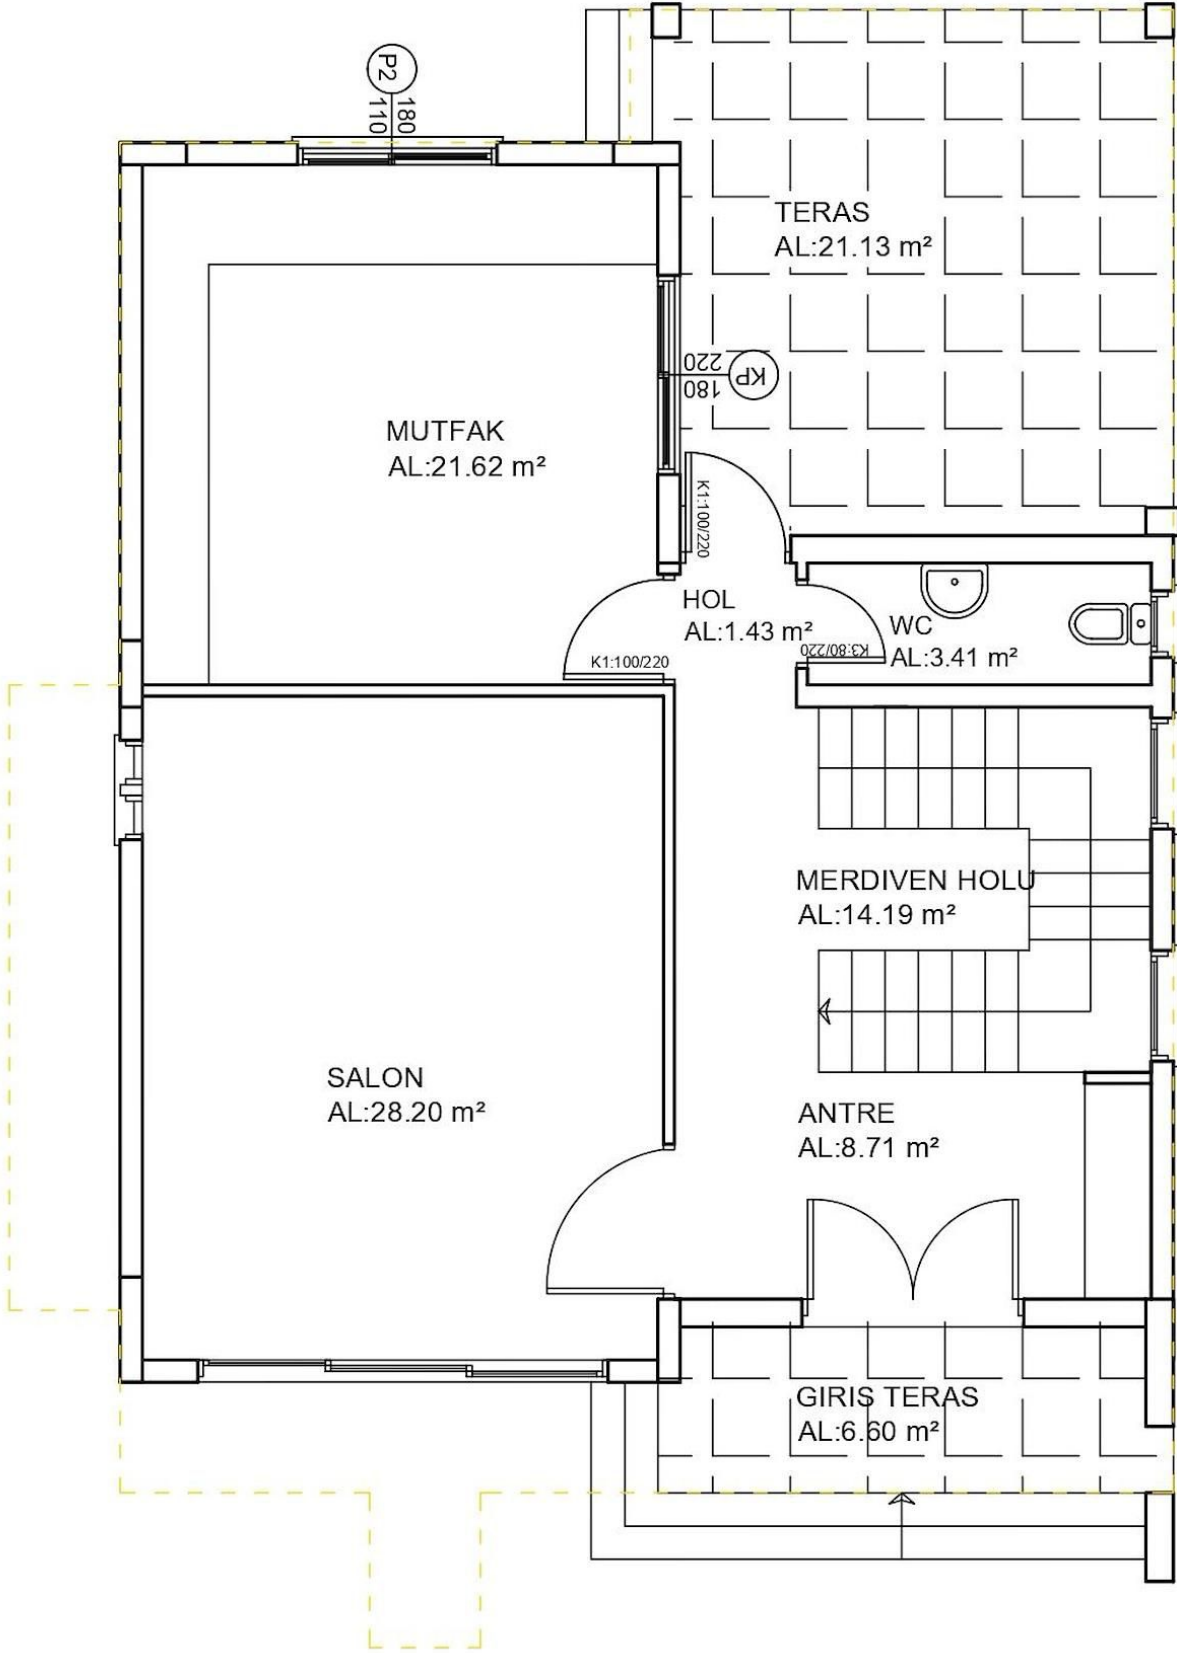 P2
180
110
TERAS
AL:21.13 m²
220
180
KP
MUTFAK
AL:21.62 m²
K1:100/220
HOL
AL:1.43 m²
WC
AL:3.41 m²
K3:80/220
K1:100/220
MERDIVEN HOLU
AL:14.19 m²
SALON
AL:28.20 m²
ANTRE
AL:8.71 m²
GIRIS TERAS
AL:6.60 m²